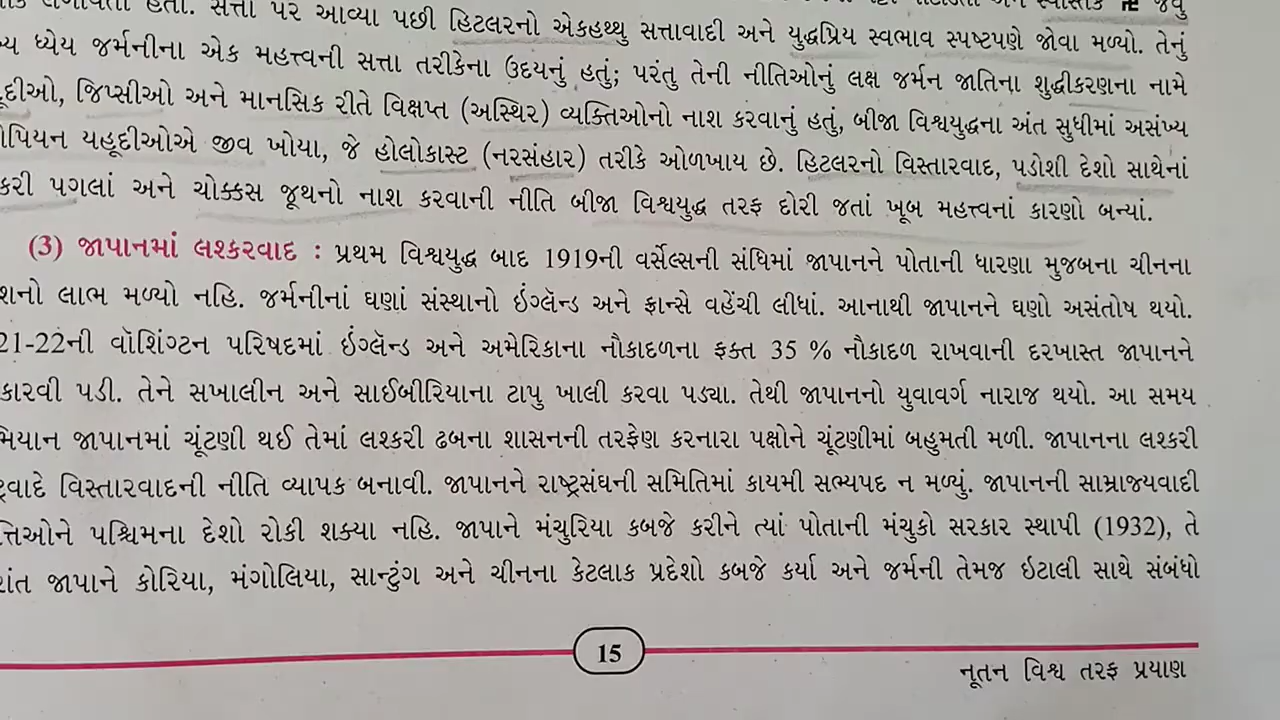 હતા. સત્તા પર આવ્યા પછી હિટલરનો એકહથ્થુ સત્તાવાદી અને યુદ્ધપ્રિય સ્વભાવ સ્પષ્ટપણે જોવા મળ્યો. તેનું
ધ્યેય જર્મનીના એક મહત્ત્વની સત્તા તરીકેના ઉદયનું હતું; પરંતુ તેની નીતિઓનું લક્ષ જર્મન જાતિના શુદ્ધીકરણના નામે
જિપ્સીઓ અને માનસિક રીતે વિક્ષિપ્ત (અસ્થિર) વ્યક્તિઓનો નાશ કરવાનું હતું, બીજા વિશ્વયુદ્ધના અંત સુધીમાં અસંખ્ય
યહૂદીઓએ જીવ ખોયા, જે હોલોકાસ્ટ (નરસંહાર) તરીકે ઓળખાય છે. હિટલરનો વિસ્તારવાદ, પડોશી દેશો સાથેનાં
પગલાં અને ચોક્કસ જૂથનો નાશ કરવાની નીતિ બીજા વિશ્વયુદ્ધ તરફ દોરી જતાં ખૂબ મહત્ત્વનાં કારણો બન્યાં.
(3) જાપાનમાં લશ્કરવાદ : પ્રથમ વિશ્વયુદ્ધ બાદ 1919ની વર્સેલ્સની સંધિમાં જાપાનને પોતાની ધારણા મુજબના ચીનના
લાભ મળ્યો નહિ. જર્મનીનાં ઘણાં સંસ્થાનો ઇંગ્લૅન્ડ અને ફ્રાન્સે વહેંચી લીધાં. આનાથી જાપાનને ઘણો અસંતોષ થયો.
21-22ની વૉશિંગ્ટન પરિષદમાં ઇંગ્લૅન્ડ અને અમેરિકાના નૌકાદળના ફક્ત 35 % નૌકાદળ રાખવાની દરખાસ્ત જાપાનને
પડી. તેને સખાલીન અને સાઈબીરિયાના ટાપુ ખાલી કરવા પડ્યા. તેથી જાપાનનો યુવાવર્ગ નારાજ થયો. આ સમય
જાપાનમાં ચૂંટણી થઈ તેમાં લશ્કરી ઢબના શાસનની તરફેણ કરનારા પક્ષોને ચૂંટણીમાં બહુમતી મળી. જાપાનના લશ્કરી
વિસ્તારવાદની નીતિ વ્યાપક બનાવી. જાપાનને રાષ્ટ્રસંઘની સમિતિમાં કાયમી સભ્યપદ ન મળ્યું. જાપાનની સામ્રાજ્યવાદી
પશ્ચિમના દેશો રોકી શક્યા નહિ. જાપાને મંચુરિયા કબજે કરીને ત્યાં પોતાની મંચુકો સરકાર સ્થાપી (1932), તે
જાપાને કોરિયા, મંગોલિયા, સાન્ટુંગ અને ચીનના કેટલાક પ્રદેશો કબજે કર્યા અને જર્મની તેમજ ઇટાલી સાથે સંબંધો
15
નૂતન વિશ્વ તરફ પ્રયાણ